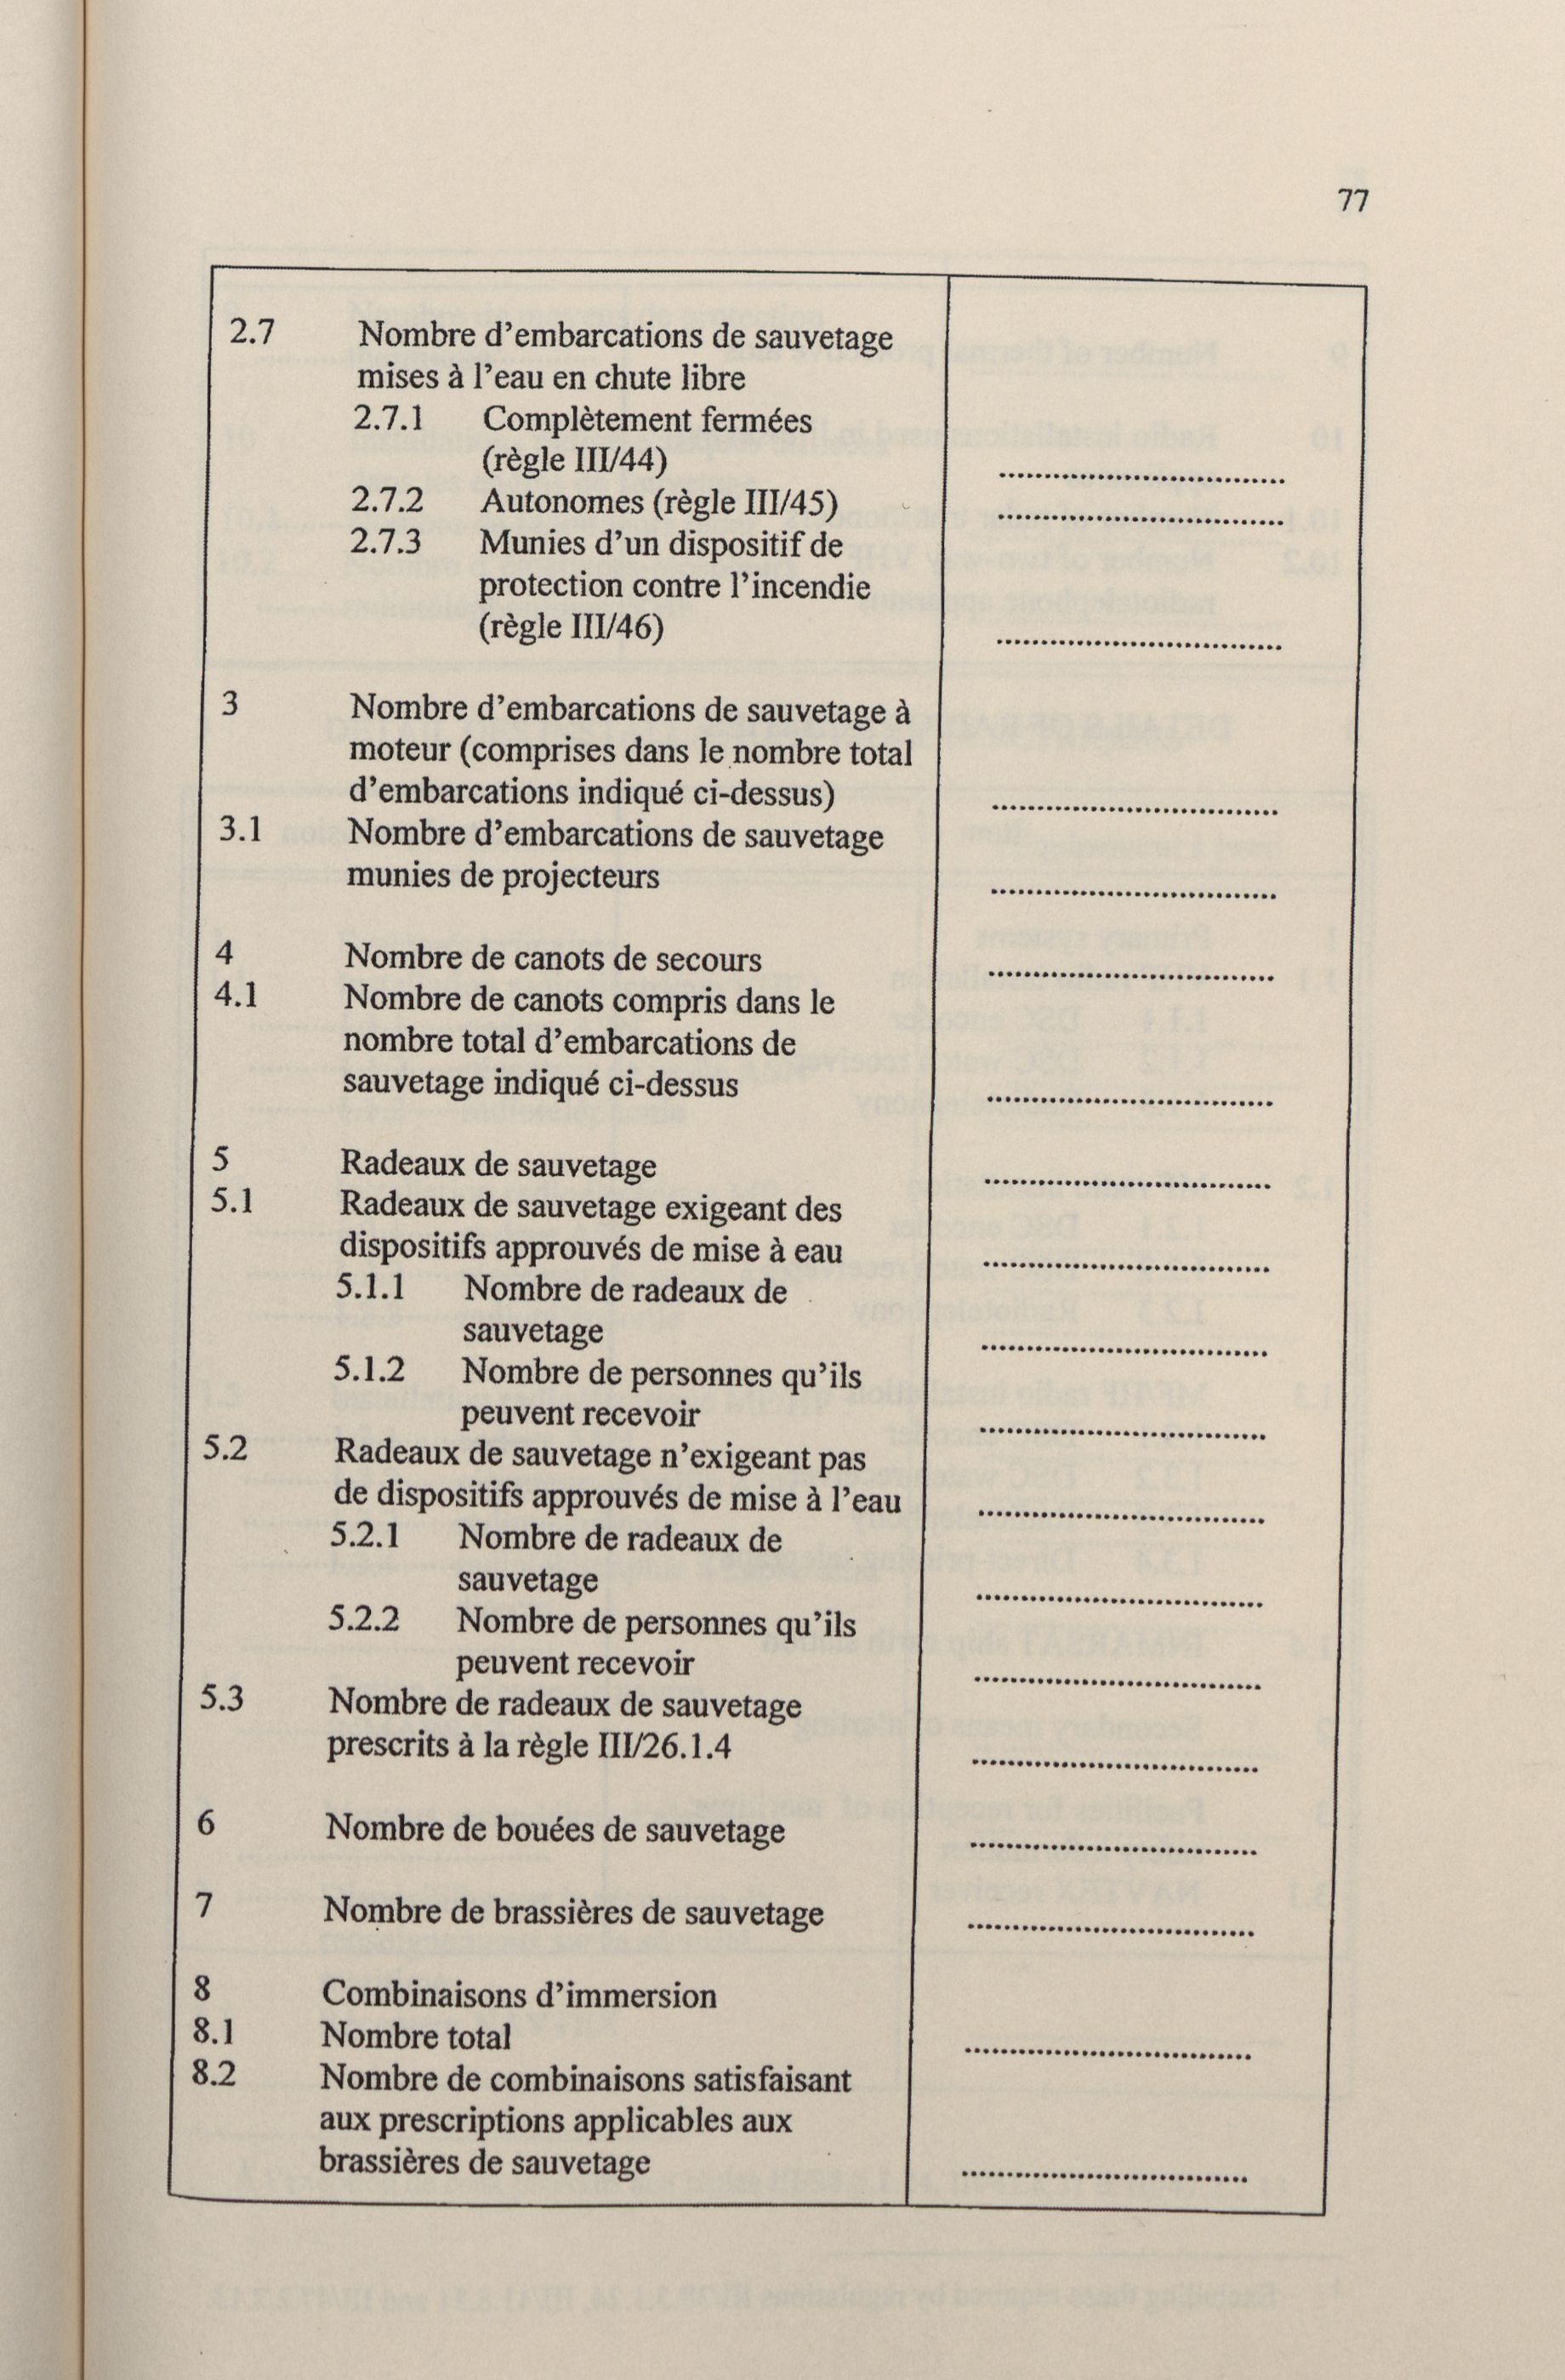 77
2.7 Nombre d’embarcations de sauvetage
mises à l’eau en chute libre
2.7.1 Complètement fermées
(règle III/44) ................................
2.7.2 Autonomes (règle III/45) ................................
2.7.3 Munies d’un dispositif de
protection contre l’incendie
(règle III/46) ................................
3 Nombre d’embarcations de sauvetage à
moteur (comprises dans le nombre total
d’embarcations indiqué ci-dessus) ................................
3.1 Nombre d’embarcations de sauvetage
munies de projecteurs ................................
4 Nombre de canots de secours ................................
4.1 Nombre de canots compris dans le
nombre total d’embarcations de
sauvetage indiqué ci-dessus ................................
5 Radeaux de sauvetage ................................
5.1 Radeaux de sauvetage exigeant des
dispositifs approuvés de mise à eau ................................
5.1.1 Nombre de radeaux de
sauvetage ................................
5.1.2 Nombre de personnes qu’ils
peuvent recevoir ................................
5.2 Radeaux de sauvetage n’exigeant pas
de dispositifs approuvés de mise à l’eau ................................
5.2.1 Nombre de radeaux de
sauvetage ................................
5.2.2 Nombre de personnes qu’ils
peuvent recevoir ................................
5.3 Nombre de radeaux de sauvetage
prescrits à la règle III/26.1.4 ................................
6 Nombre de bouées de sauvetage ................................
7 Nombre de brassières de sauvetage ................................
8 Combinaisons d’immersion
8.1 Nombre total ................................
8.2 Nombre de combinaisons satisfaisant
aux prescriptions applicables aux
brassières de sauvetage ................................